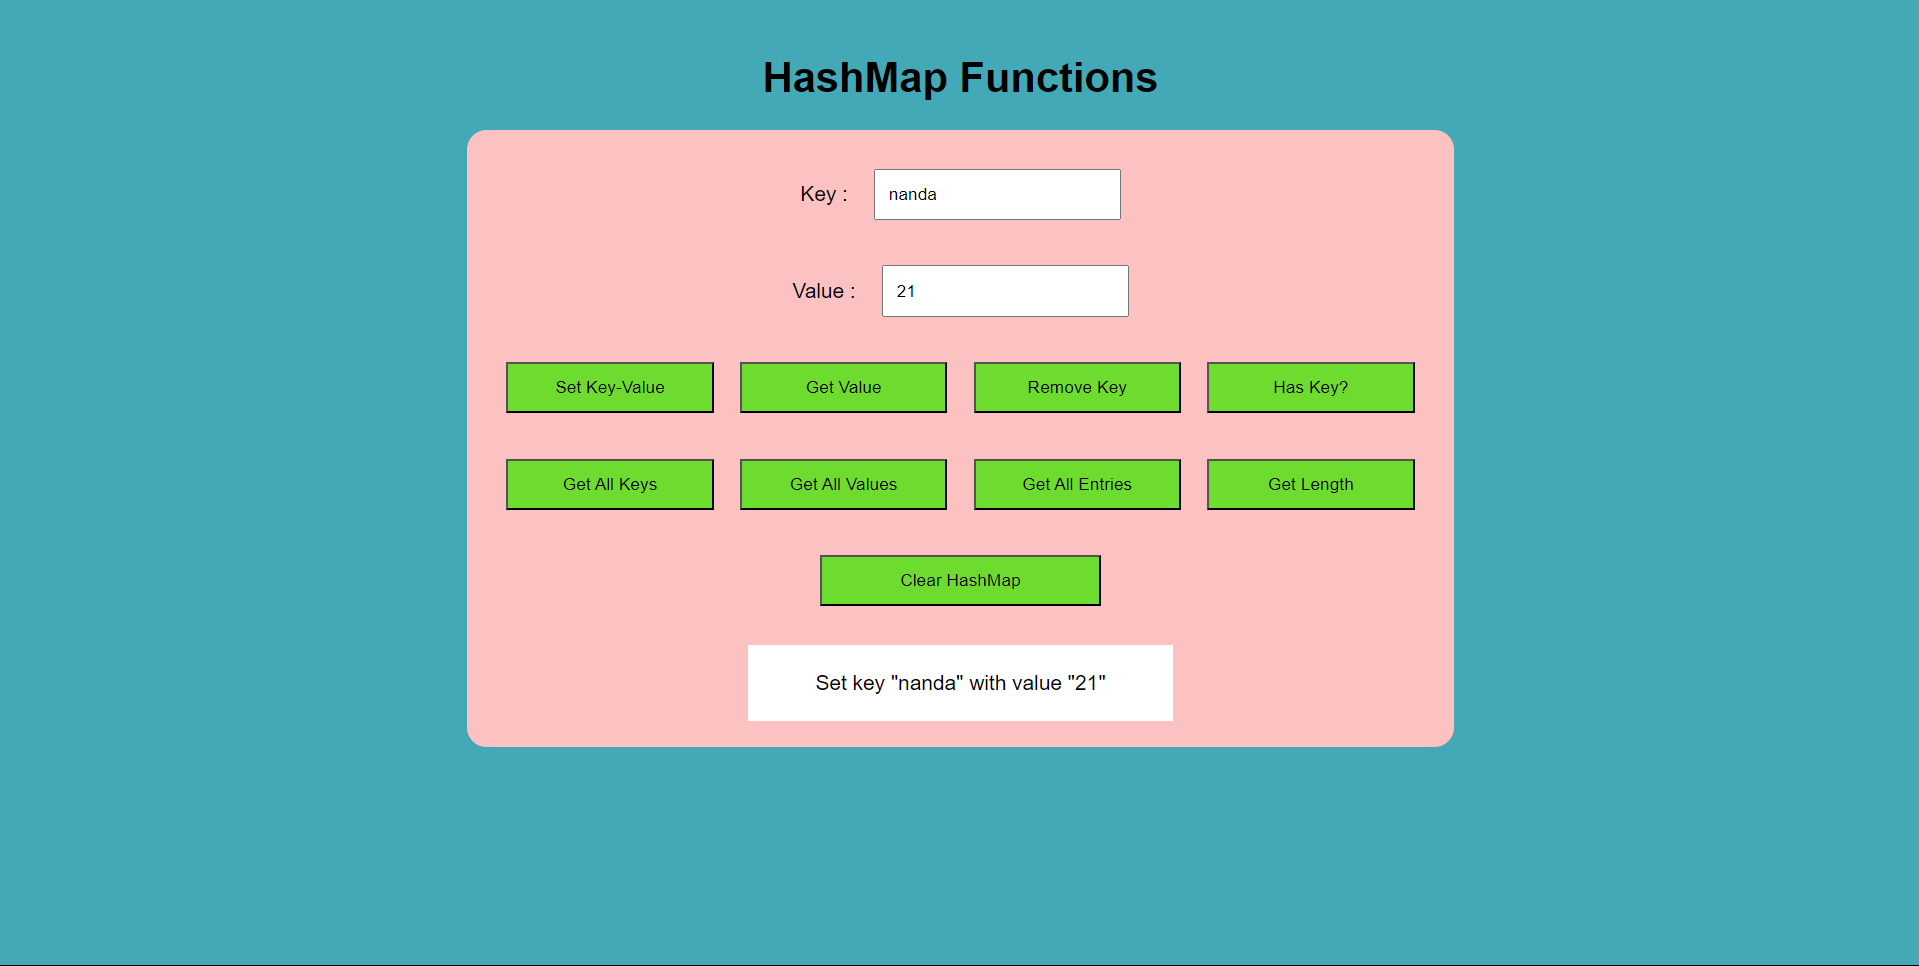 HashMap Functions
Key : nanda
Value : 21
Set Key-Value Get Value Remove Key Has Key?
Get All Keys Get All Values Get All Entries Get Length
Clear HashMap
Set key "nanda" with value "21"